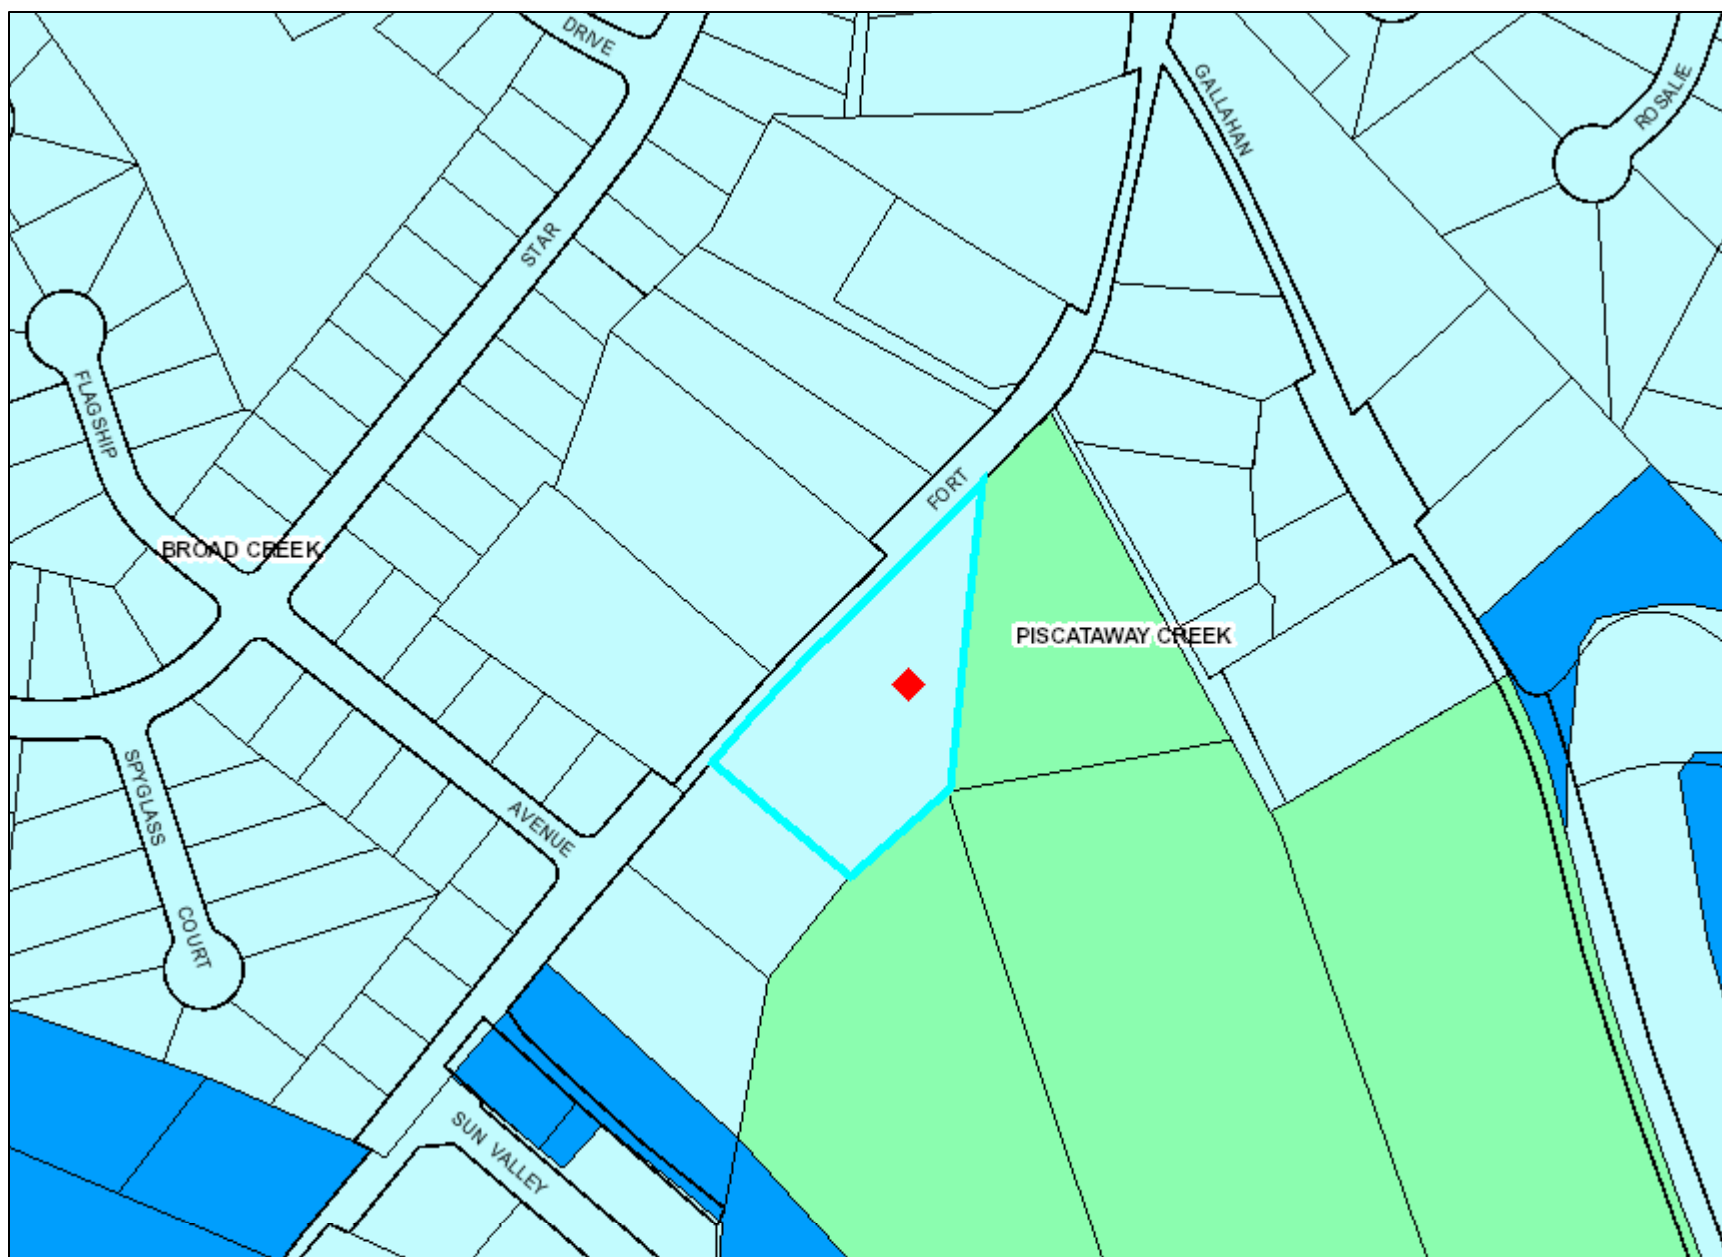 DRIVE
GALLAHAN
ROSALIE
STAR
FLAGSHIP
FORT
BROAD CREEK
PISCATAWAY CREEK
SPYGLASS
AVENUE
COURT
SUN VALLEY